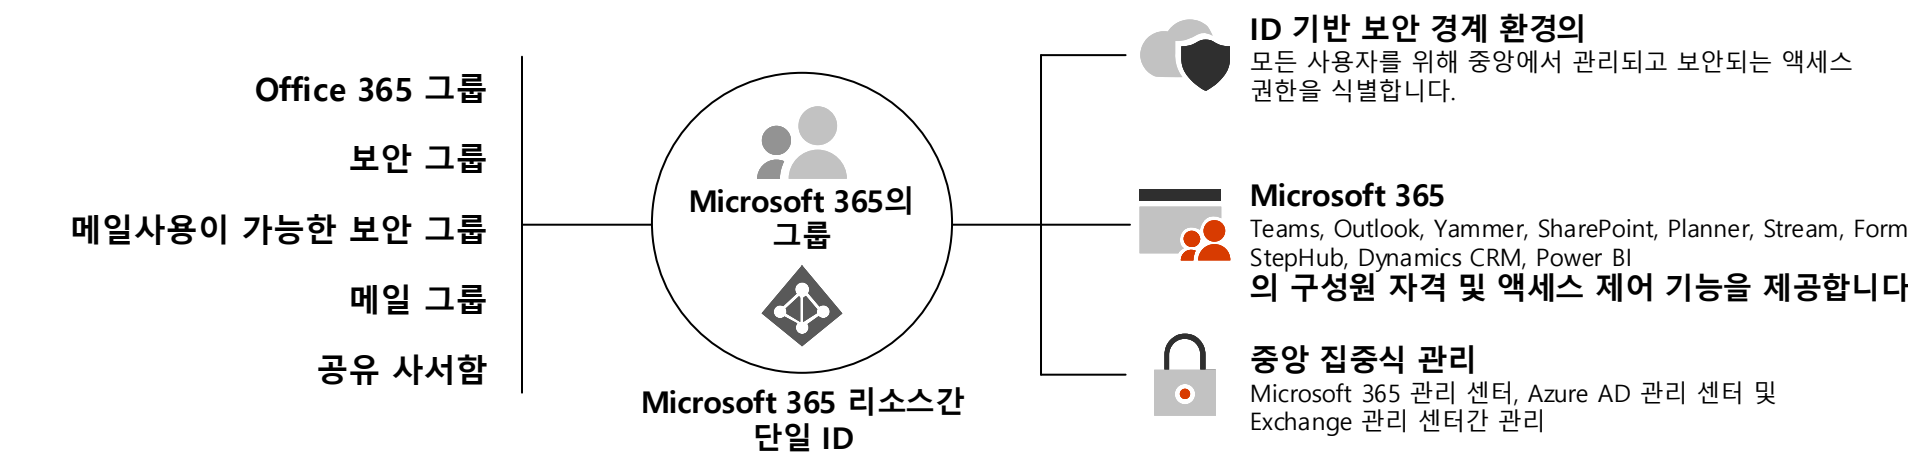 Office 365 그룹
보안 그룹
메일사용이 가능한 보안 그룹
메일 그룹
공유 사서함
Microsoft 365의
그룹
Microsoft 365 리소스간
단일 ID
ID 기반 보안 경계 환경의
모든 사용자를 위해 중앙에서 관리되고 보안되는 액세스
권한을 식별합니다.
Microsoft 365
Teams, Outlook, Yammer, SharePoint, Planner, Stream, Form
StepHub, Dynamics CRM, Power BI
의 구성원 자격 및 액세스 제어 기능을 제공합니다
중앙 집중식 관리
Microsoft 365 관리 센터, Azure AD 관리 센터 및
Exchange 관리 센터간 관리